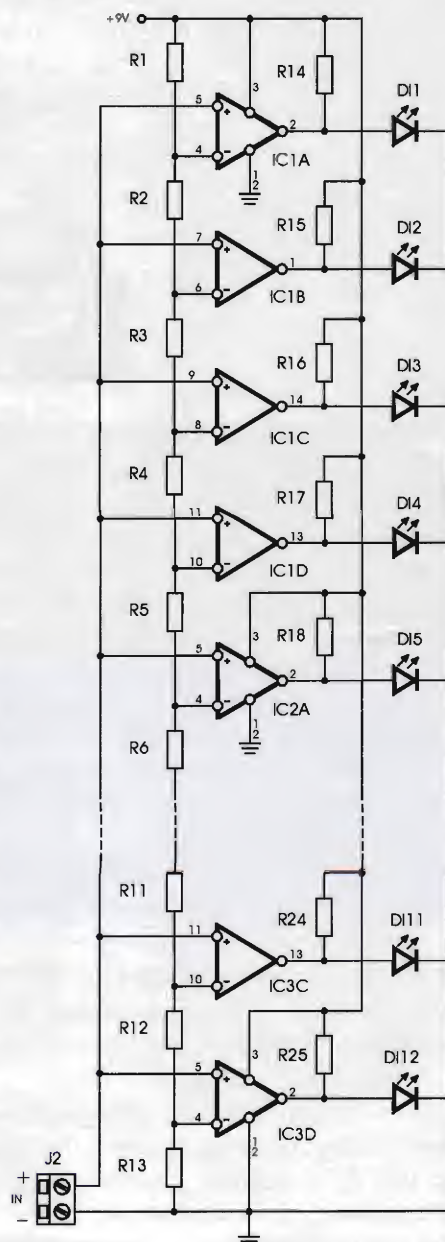 +9V
R1
R14
DI1
3
5
+
2
4
−
IC1A
1
2
R2
R15
DI2
7
+
1
6
−
IC1B
R3
R16
DI3
9
+
14
8
−
IC1C
R4
R17
DI4
11
+
13
10
−
IC1D
R5
R18
DI5
3
5
+
2
4
−
IC2A
1
2
R6
R11
R24
DI11
11
+
13
10
−
IC3C
R12
R25
DI12
3
5
+
2
4
−
IC3D
1
2
R13
J2
+
IN
−